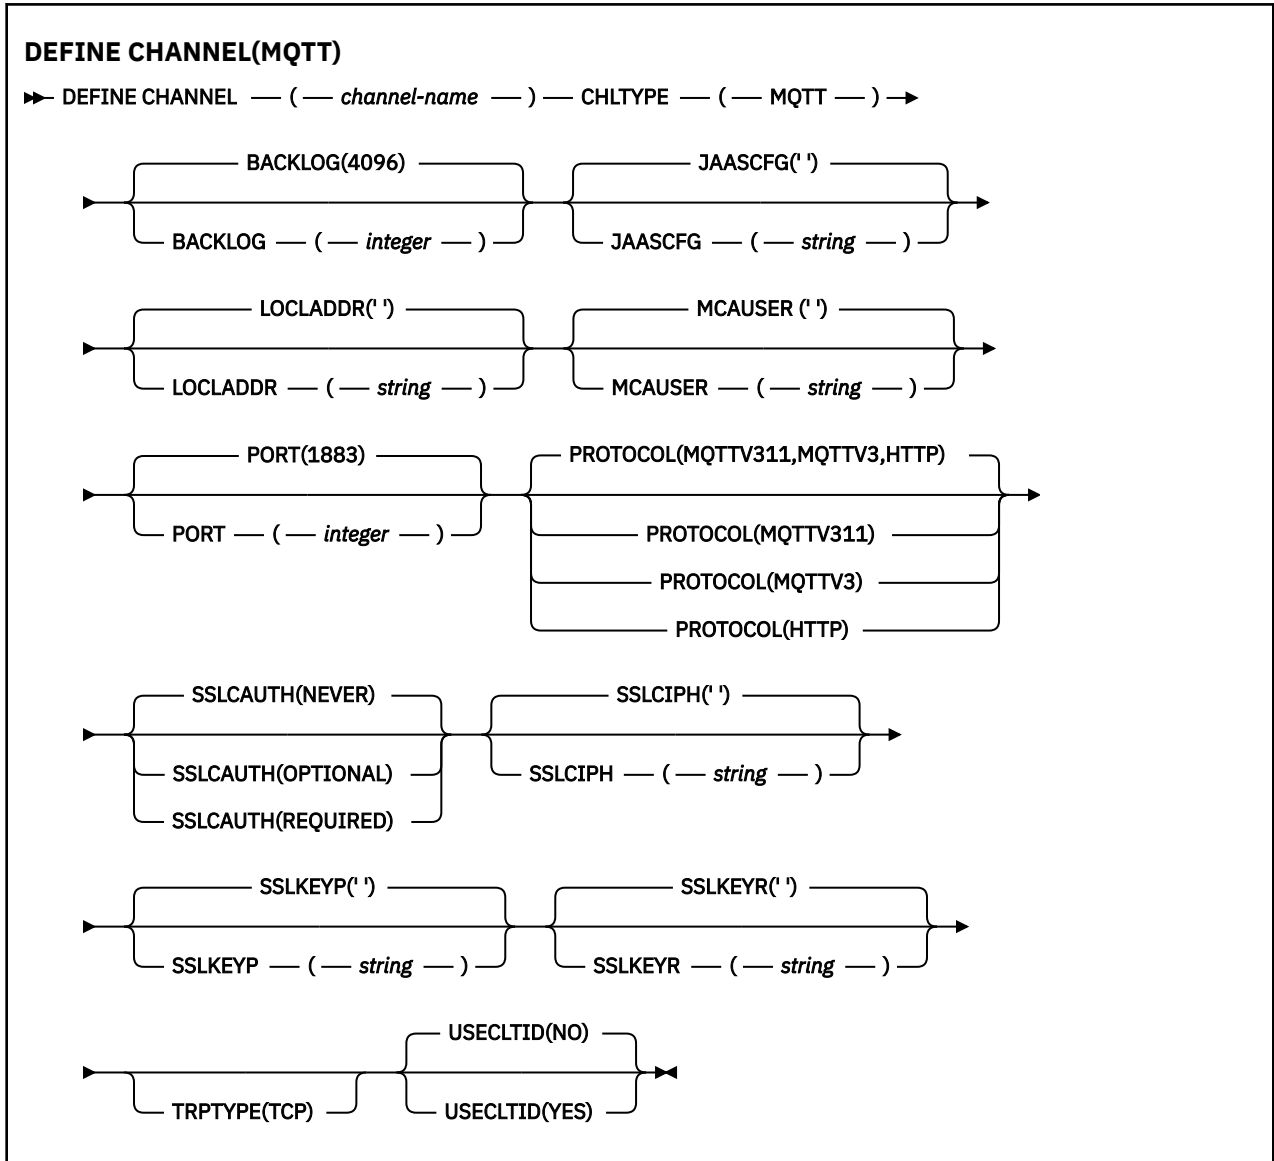 DEFINE CHANNEL(MQTT)
DEFINE CHANNEL ( channel-name ) CHLTYPE ( MQTT )
BACKLOG(4096) JAASCFG(' ')
BACKLOG ( integer ) JAASCFG ( string )
LOCLADDR(' ') MCAUSER (' ')
LOCLADDR ( string ) MCAUSER ( string )
PORT(1883) PROTOCOL(MQTTV311,MQTTV3,HTTP)
PORT ( integer ) PROTOCOL(MQTTV311)
PROTOCOL(MQTTV3)
PROTOCOL(HTTP)
SSLCAUTH(NEVER) SSLCIPH(' ')
SSLCAUTH(OPTIONAL) SSLCIPH ( string )
SSLCAUTH(REQUIRED)
SSLKEYP(' ') SSLKEYR(' ')
SSLKEYP ( string ) SSLKEYR ( string )
USECLTID(NO)
TRPTYPE(TCP) USECLTID(YES)